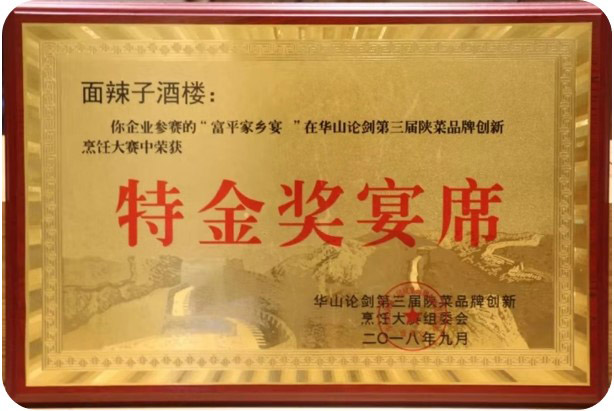 面辣子酒楼：
你企业参赛的“富平家乡宴 ”在华山论剑第三届陕菜品牌创新
烹饪大赛中荣获
特金奖宴席
华山论剑第三届陕菜品牌创新
烹饪大赛组委会
二〇一八年九月